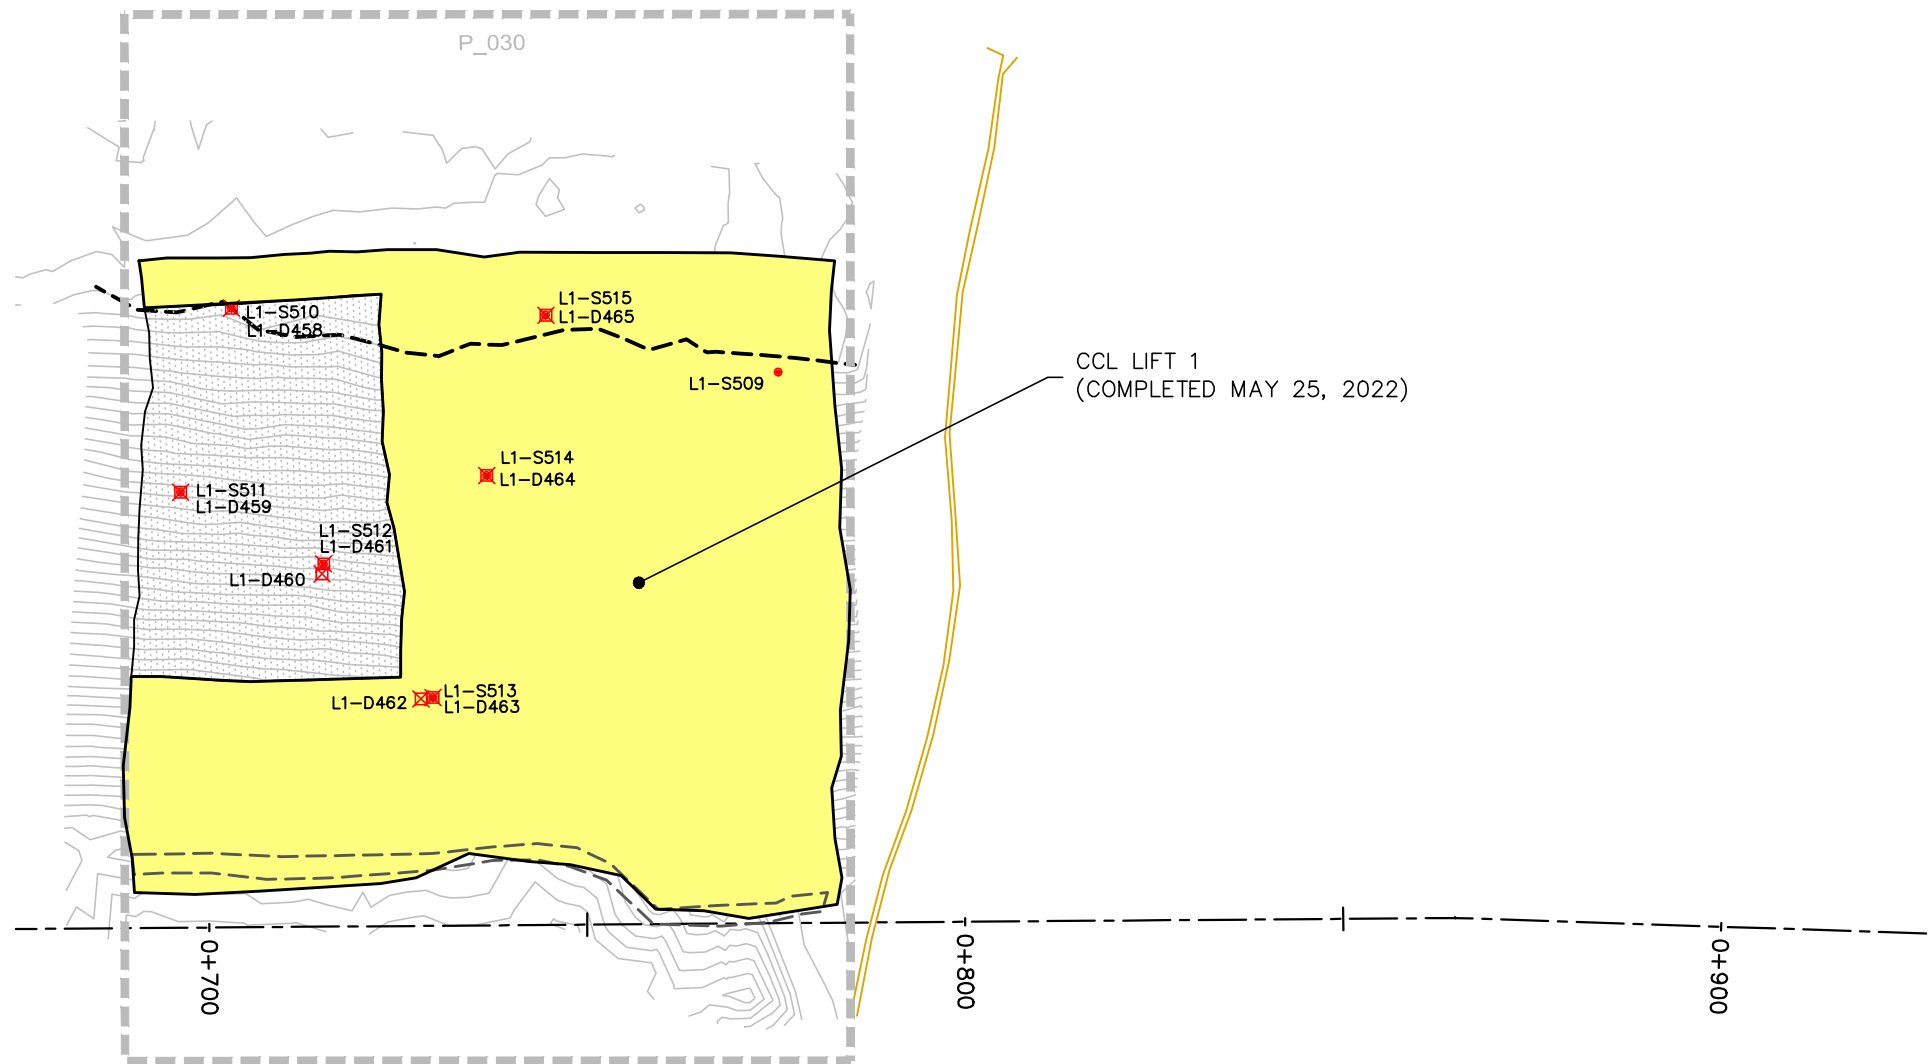 P_030
L1-S515
L1-D465
L1-S510
L1-D458
CCL LIFT 1
(COMPLETED MAY 25, 2022)
L1-S509
L1-S514
L1-D464
L1-S511
L1-D459
L1-S512
L1-D461
L1-D460
L1-S513
L1-D462
L1-D463
0+700
0+800
0+900